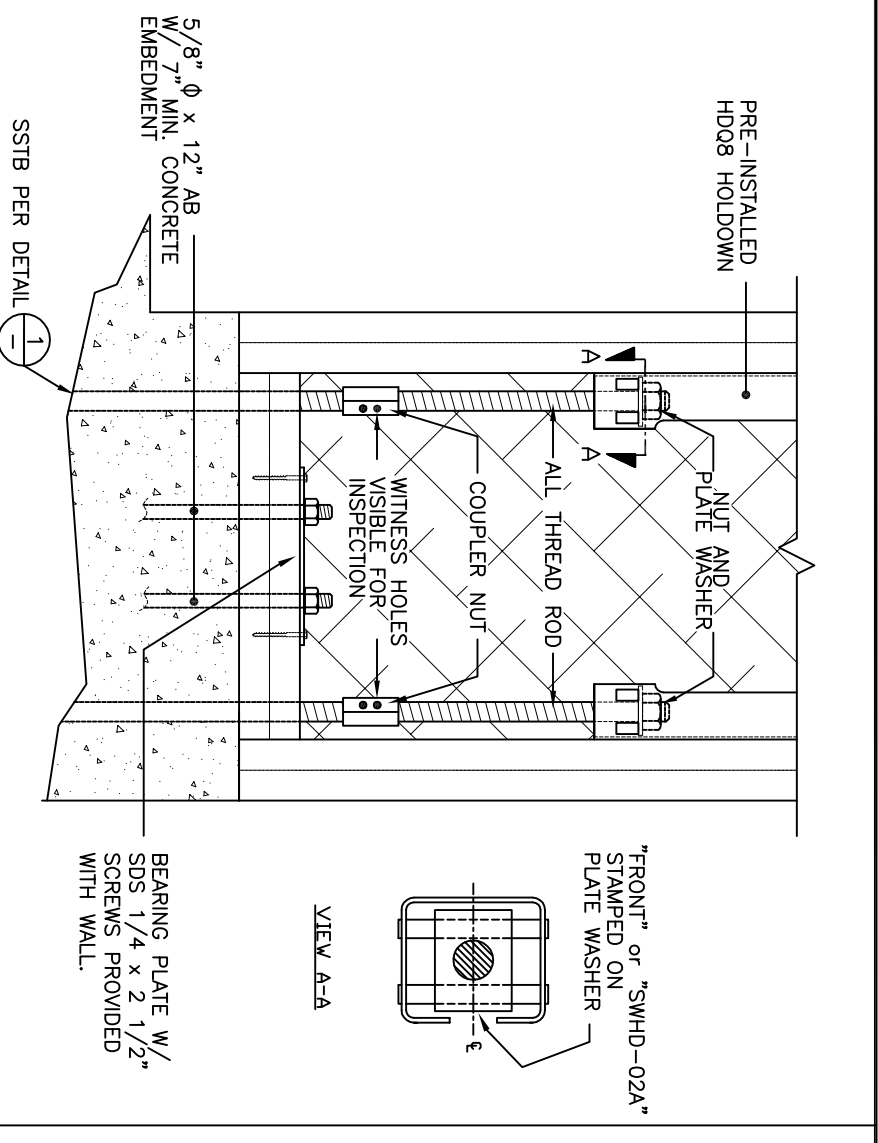 PRE-INSTALLED
HDQ8 HOLDOWN
5/8" Φ x 12" AB
W/ 7" MIN. CONCRETE
EMBEDMENT
SSTB PER DETAIL
1
-
A
A
NUT AND
PLATE WASHER
ALL THREAD ROD
COUPLER NUT
WITNESS HOLES
VISIBLE FOR
INSPECTION
"FRONT" or "SWHD-02A"
STAMPED ON
PLATE WASHER
℄
VIEW A-A
BEARING PLATE W/
SDS 1/4 x 2 1/2"
SCREWS PROVIDED
WITH WALL.